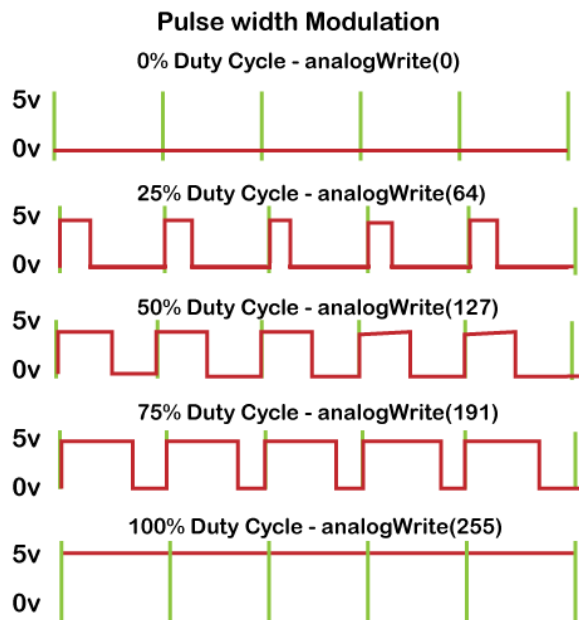 Pulse width Modulation
0% Duty Cycle - analogWrite(0)
5v
0v
25% Duty Cycle - analogWrite(64)
5v
0v
50% Duty Cycle - analogWrite(127)
5v
0v
75% Duty Cycle - analogWrite(191)
5v
0v
100% Duty Cycle - analogWrite(255)
5v
0v